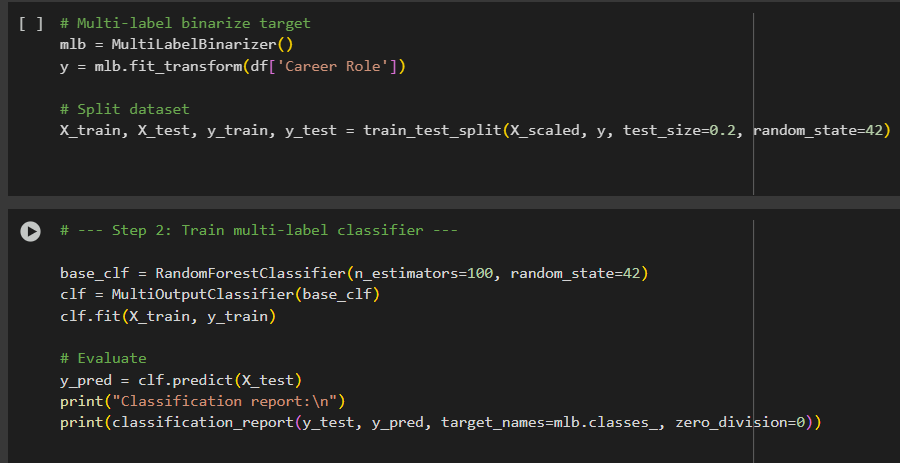 [ ] # Multi-label binarize target
mlb = MultiLabelBinarizer()
y = mlb.fit_transform(df['Career Role'])
# Split dataset
X_train, X_test, y_train, y_test = train_test_split(X_scaled, y, test_size=0.2, random_state=42)
# --- Step 2: Train multi-label classifier ---
base_clf = RandomForestClassifier(n_estimators=100, random_state=42)
clf = MultiOutputClassifier(base_clf)
clf.fit(X_train, y_train)
# Evaluate
y_pred = clf.predict(X_test)
print("Classification report:\n")
print(classification_report(y_test, y_pred, target_names=mlb.classes_, zero_division=0))